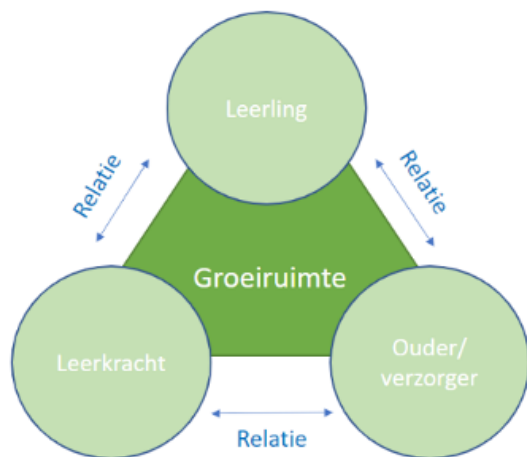 Leerling
Relatie
Relatie
Groeiruimte
Leerkracht
Ouder/
verzorger
Relatie